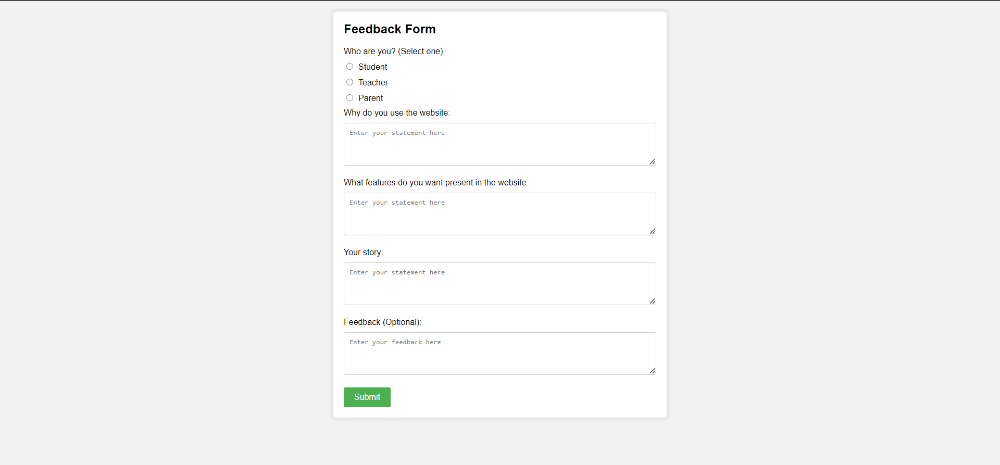 Feedback Form
Who are you? (Select one)
Student
Teacher
Parent
Why do you use the website:
Enter your statement here
What features do you want present in the website:
Enter your statement here
Your story:
Enter your statement here
Feedback (Optional):
Enter your feedback here
Submit